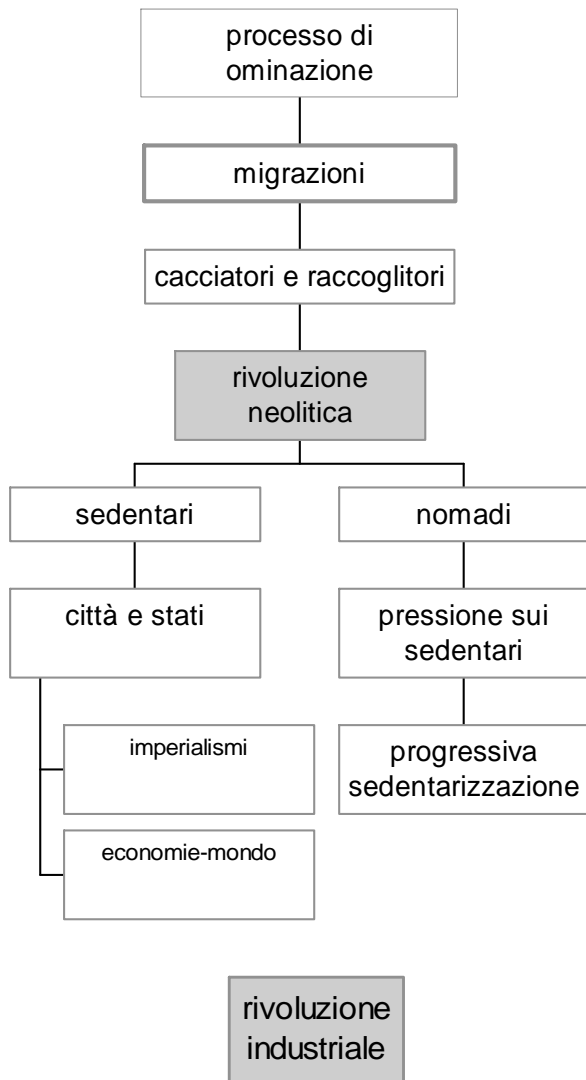 processo di
ominazione
migrazioni
cacciatori e raccoglitori
rivoluzione
neolitica
sedentari
nomadi
città e stati
pressione sui
sedentari
imperialismi
progressiva
sedentarizzazione
economie-mondo
rivoluzione
industriale